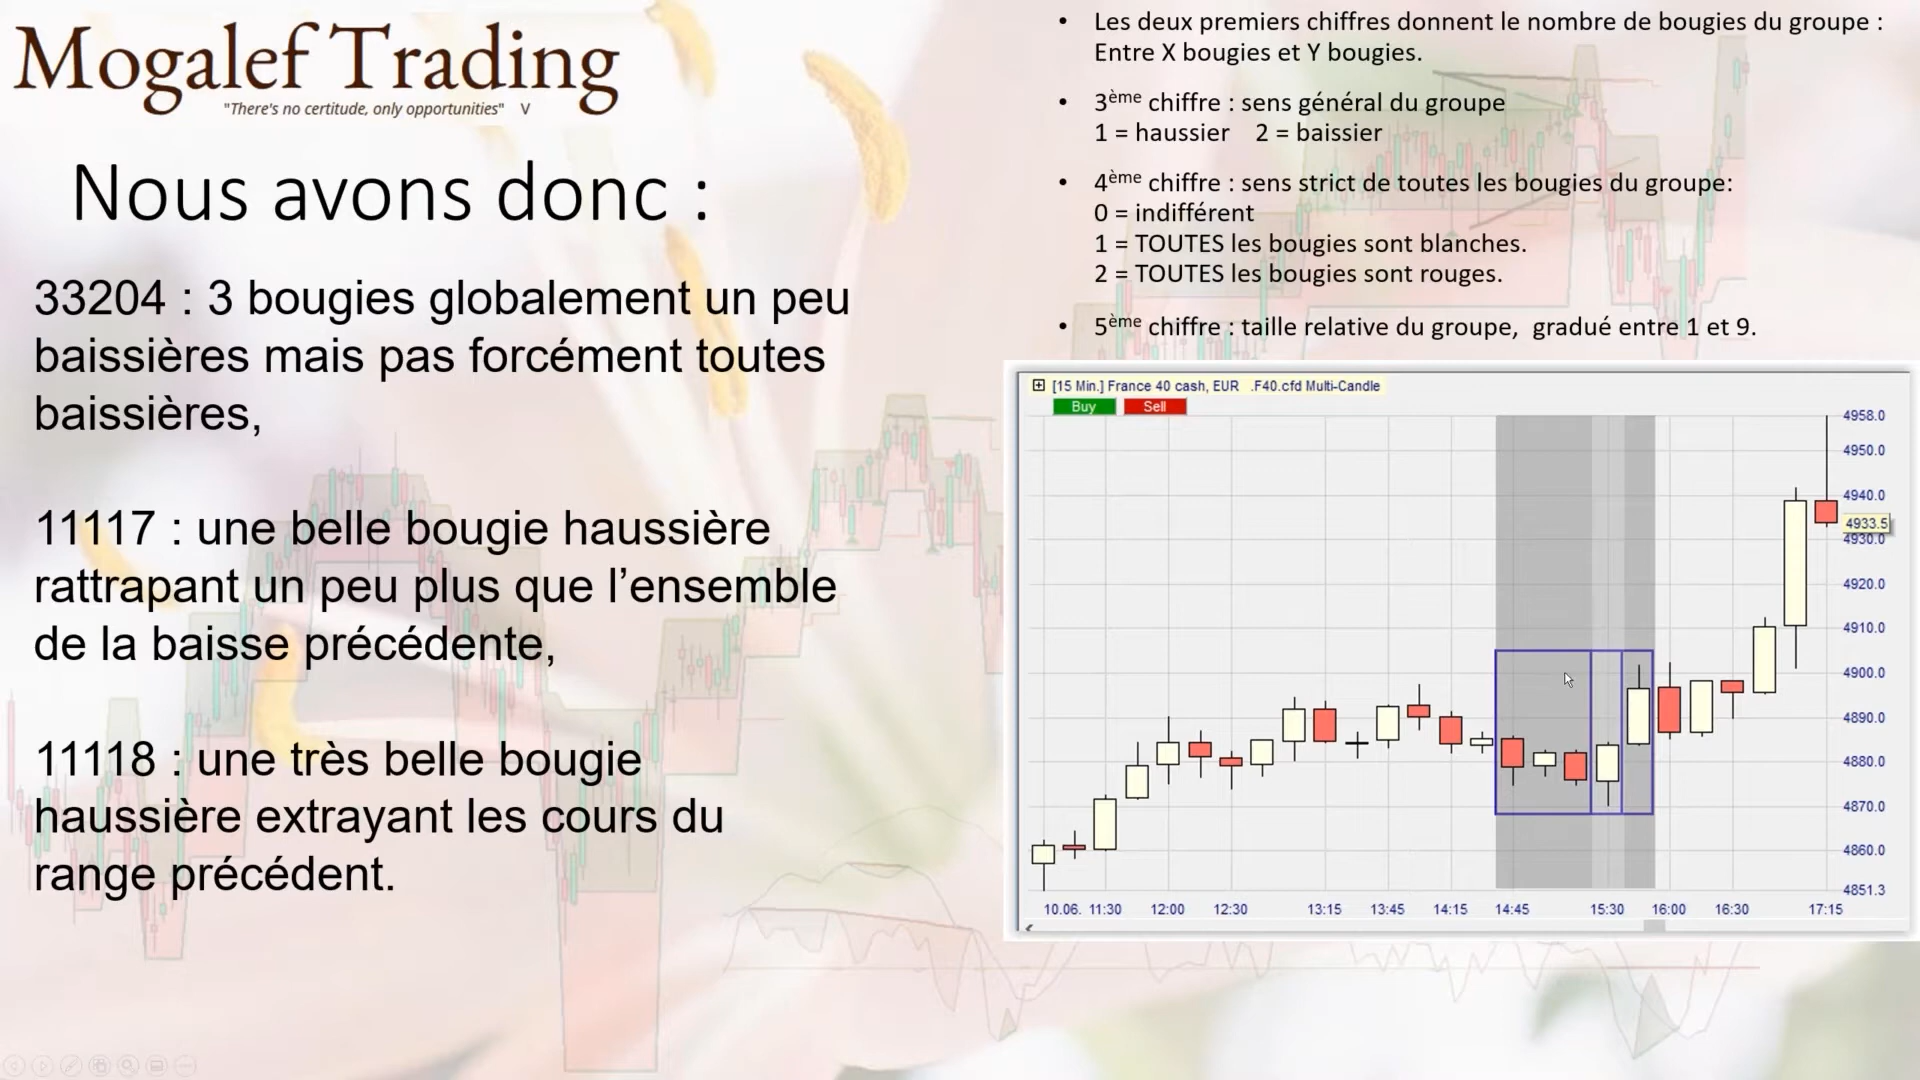 Mogalef Trading
"There's no certitude, only opportunities" V
Nous avons donc :
33204 : 3 bougies globalement un peu
baissières mais pas forcément toutes
baissières,
11117 : une belle bougie haussière
rattrapant un peu plus que l’ensemble
de la baisse précédente,
11118 : une très belle bougie
haussière extrayant les cours du
range précédent.
• Les deux premiers chiffres donnent le nombre de bougies du groupe :
Entre X bougies et Y bougies.
• 3ème chiffre : sens général du groupe
1 = haussier 2 = baissier
• 4ème chiffre : sens strict de toutes les bougies du groupe:
0 = indifférent
1 = TOUTES les bougies sont blanches.
2 = TOUTES les bougies sont rouges.
• 5ème chiffre : taille relative du groupe, gradué entre 1 et 9.
[15 Min.] France 40 cash, EUR .F40.cfd Multi-Candle
Buy Sell
4958.0
4950.0
4940.0
4933.5
4930.0
4920.0
4910.0
4900.0
4890.0
4880.0
4870.0
4860.0
4851.3
10.06. 11:30 12:00 12:30 13:15 13:45 14:15 14:45 15:30 16:00 16:30 17:15